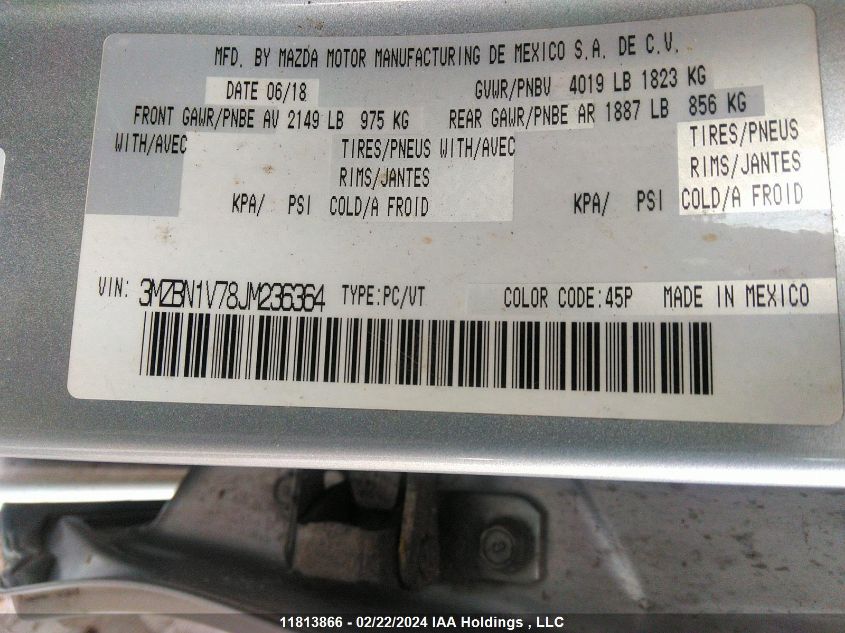 MFD. BY MAZDA MOTOR MANUFACTURING DE MEXICO S.A. DE C.V.
DATE 06/18 GVWR/PNBV 4019 LB 1823 KG
FRONT GAWR/PNBE AV 2149 LB 975 KG REAR GAWR/PNBE AR 1887 LB 856 KG
WITH/AVEC TIRES/PNEUS WITH/AVEC TIRES/PNEUS
RIMS/JANTES RIMS/JANTES
KPA/ PSI COLD/A FROID KPA/ PSI COLD/A FROID
VIN: 3MZBN1V78JM236364 TYPE:PC/VT COLOR CODE:45P MADE IN MEXICO
11813866 - 02/22/2024 IAA Holdings , LLC